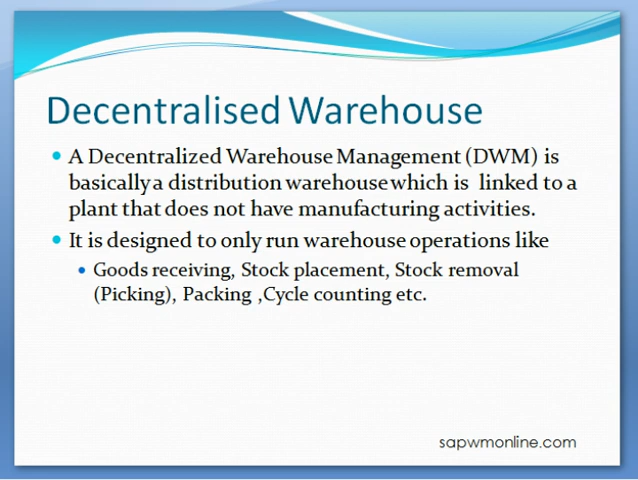 Decentralised Warehouse
A Decentralized Warehouse Management (DWM) is
basically a distribution warehouse which is linked to a
plant that does not have manufacturing activities.
It is designed to only run warehouse operations like
Goods receiving, Stock placement, Stock removal
(Picking), Packing ,Cycle counting etc.
sapwmonline.com